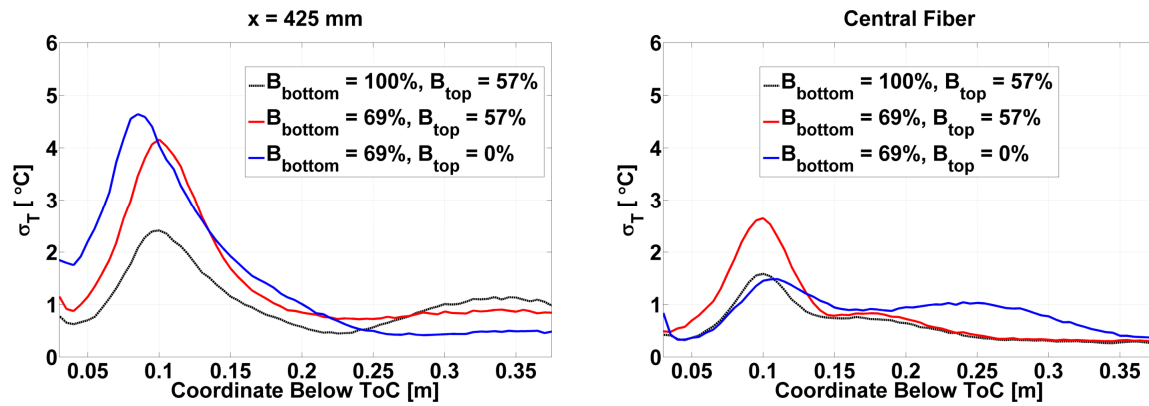 x = 425 mm
6
5
4
3
2
1
0
σT [ °C]
Bbottom = 100%, Btop = 57%
Bbottom = 69%, Btop = 57%
Bbottom = 69%, Btop = 0%
0.05 0.1 0.15 0.2 0.25 0.3 0.35
Coordinate Below ToC [m]
Central Fiber
6
5
4
3
2
1
0
σT [ °C]
Bbottom = 100%, Btop = 57%
Bbottom = 69%, Btop = 57%
Bbottom = 69%, Btop = 0%
0.05 0.1 0.15 0.2 0.25 0.3 0.35
Coordinate Below ToC [m]